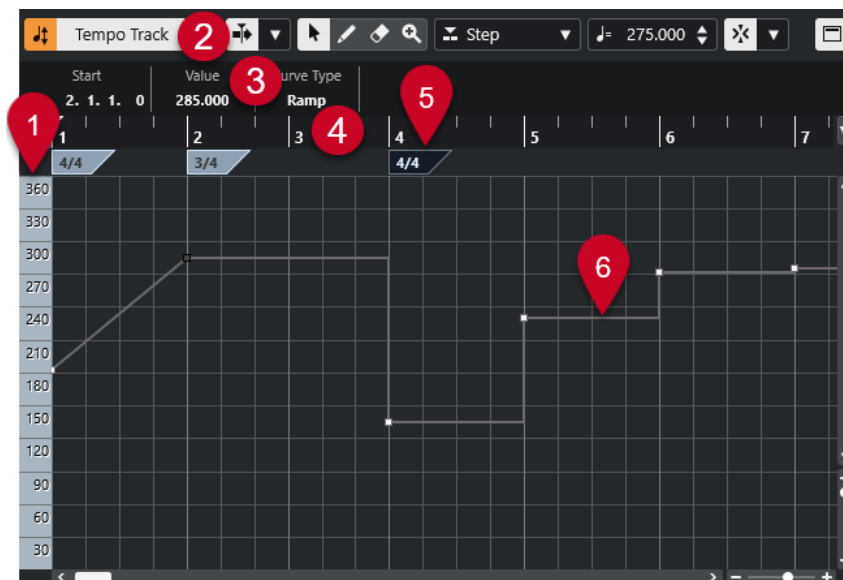 Tempo Track 2 Step 275.000
Start Value 3 urve Type
2. 1. 1. 0 285.000 Ramp
1 5
1 2 3 4 4 5 6 7
4/4 3/4 4/4
360
330
300
270 6
240
210
180
150
120
90
60
30